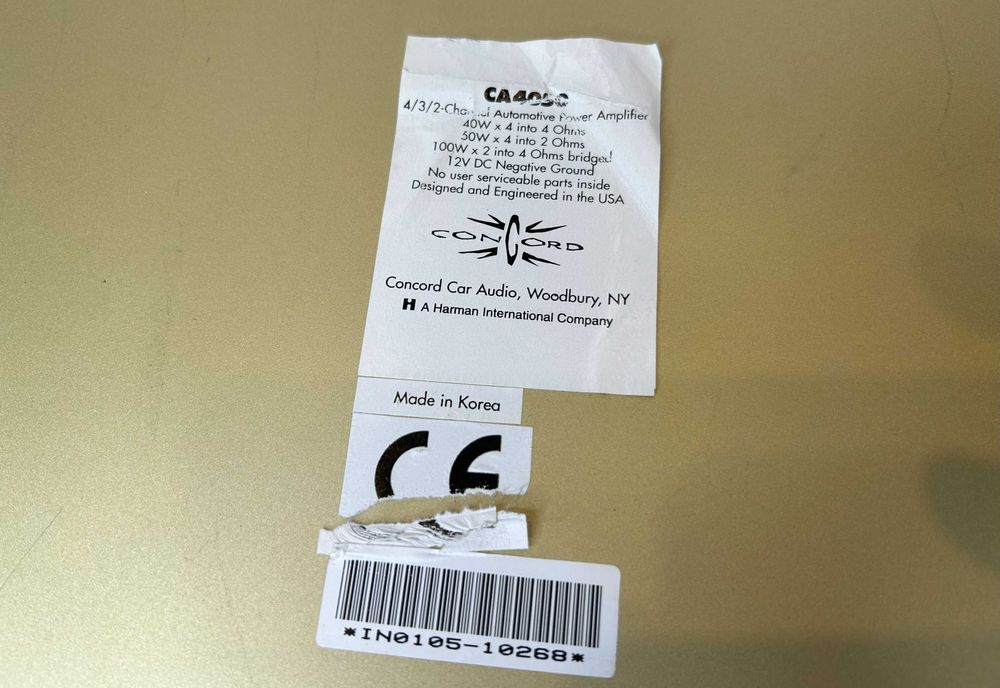 CA4050
4/3/2-Channel Automotive Power Amplifier
40W x 4 into 4 Ohms
50W x 4 into 2 Ohms
100W x 2 into 4 Ohms bridged
12V DC Negative Ground
No user serviceable parts inside
Designed and Engineered in the USA
CONCORD
Concord Car Audio, Woodbury, NY
H A Harman International Company
Made in Korea
CE
*IN0105-10268*